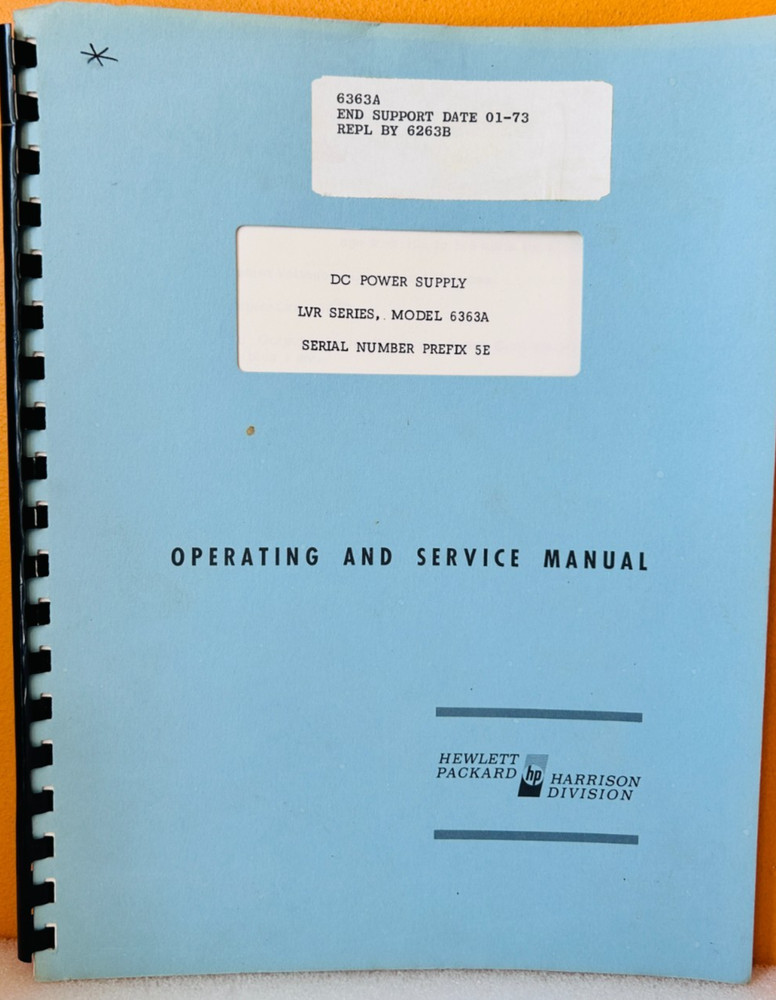 6363A
END SUPPORT DATE 01-73
REPL BY 6263B
DC POWER SUPPLY
LVR SERIES, MODEL 6363A
SERIAL NUMBER PREFIX 5E
OPERATING AND SERVICE MANUAL
HEWLETT
PACKARD
hp
HARRISON
DIVISION